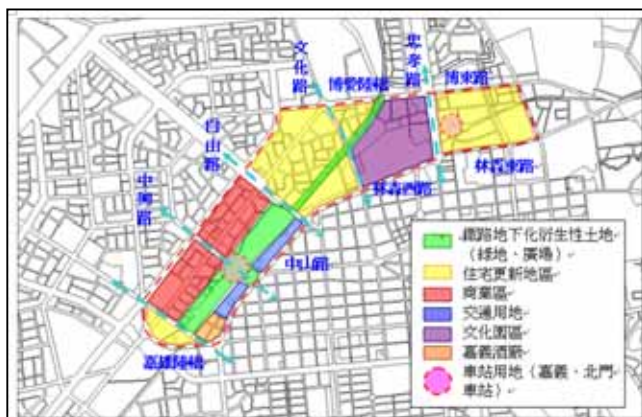 文化路
忠孝路
博愛陸橋
博東路
自由路
林森東路
林森西路
中興路
中山路
嘉雄陸橋
鐵路地下化衍生性土地
(綠地、廣場)
住宅更新地區
商業區
交通用地
文化園區
嘉義酒廠
車站用地(嘉義、北門
車站)